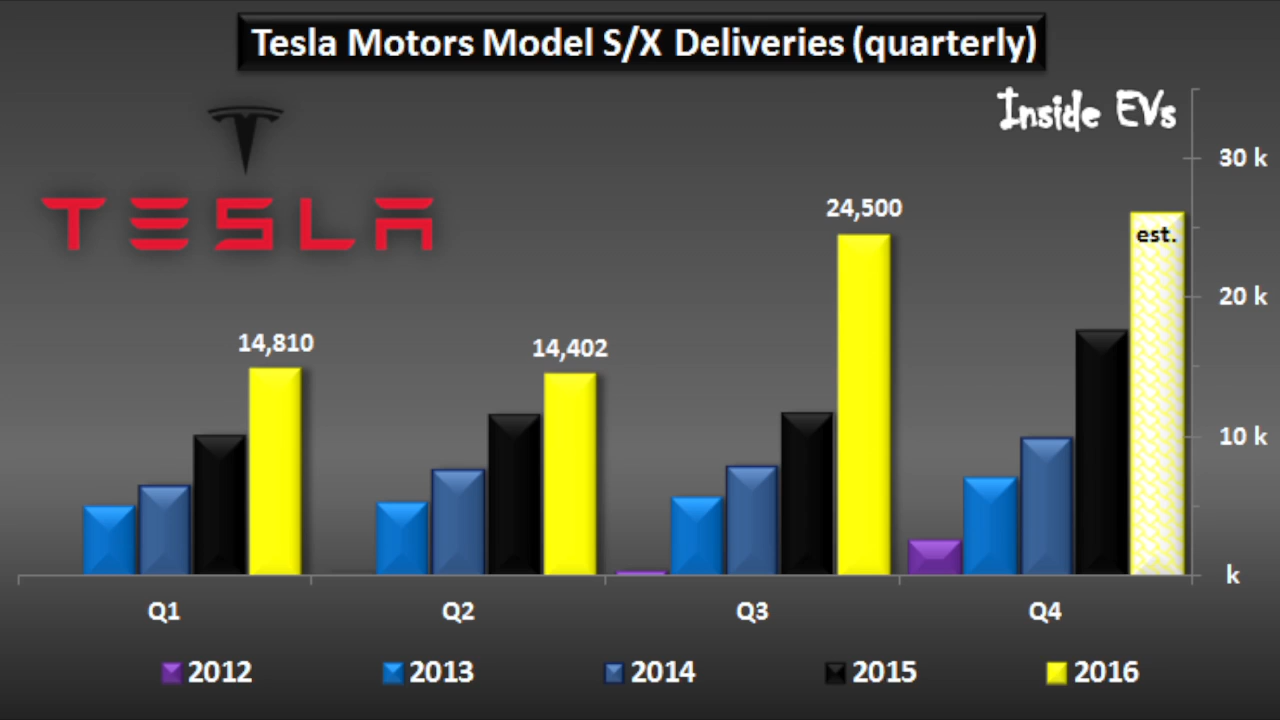 Tesla Motors Model S/X Deliveries (quarterly)
Inside EVs
TESLA
30 k
20 k
10 k
k
14,810
14,402
24,500
est.
Q1 Q2 Q3 Q4
2012 2013 2014 2015 2016